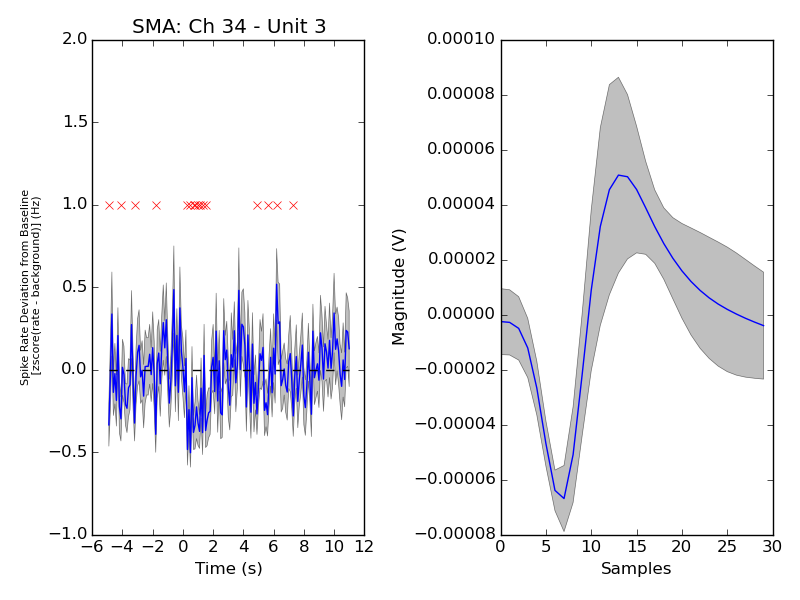 SMA: Ch 34 - Unit 3
2.0
1.5
1.0
0.5
0.0
−0.5
−1.0
−6 −4 −2 0 2 4 6 8 10 12
Time (s)
Spike Rate Deviation from Baseline
[zscore(rate - background)] (Hz)
0.00010
0.00008
0.00006
0.00004
0.00002
0.00000
−0.00002
−0.00004
−0.00006
−0.00008
0 5 10 15 20 25 30
Samples
Magnitude (V)